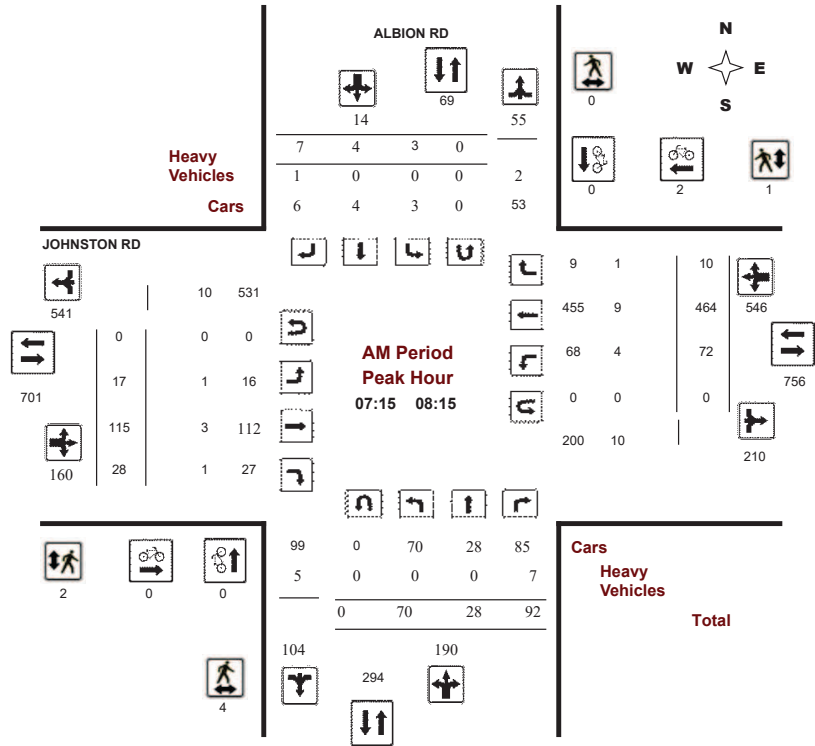 ALBION RD
N
W E
S
69
0
14 55
7 4 3 0
Heavy
Vehicles
1 0 0 0 2
0 2 1
Cars 6 4 3 0 53
JOHNSTON RD
9 1 10
541 10 531
455 9 464 546
0 0 0
AM Period
68 4 72
Peak Hour
17 1 16
701 756
07:15 08:15
0 0 0
115 3 112
200 10
160 28 1 27 210
99 0 70 28 85 Cars
5 0 0 0 7 Heavy
Vehicles
2 0 0
0 70 28 92 Total
104 190
294
4